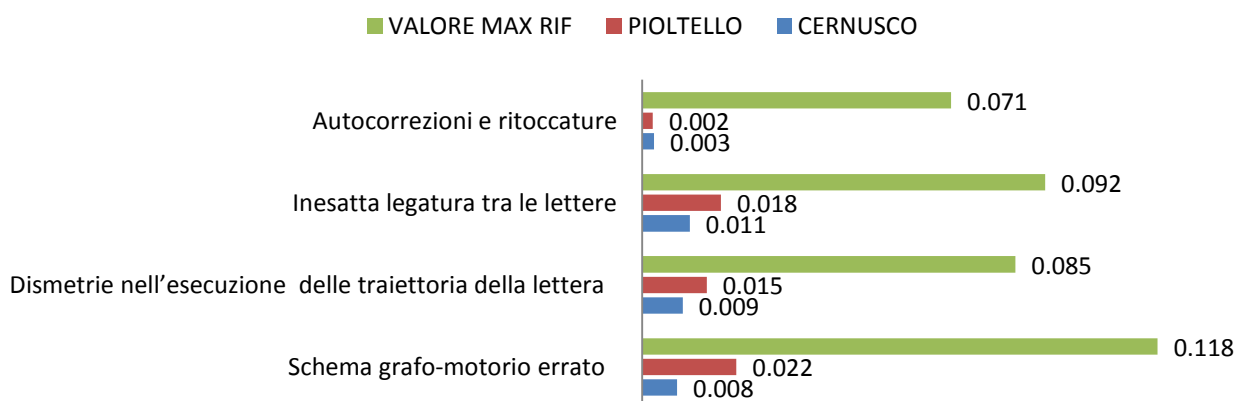 VALORE MAX RIF PIOLTELLO CERNUSCO
Autocorrezioni e ritoccature
0.071
0.002
0.003
Inesatta legatura tra le lettere
0.092
0.018
0.011
Dismetrie nell’esecuzione delle traiettoria della lettera
0.085
0.015
0.009
Schema grafo-motorio errato
0.118
0.022
0.008